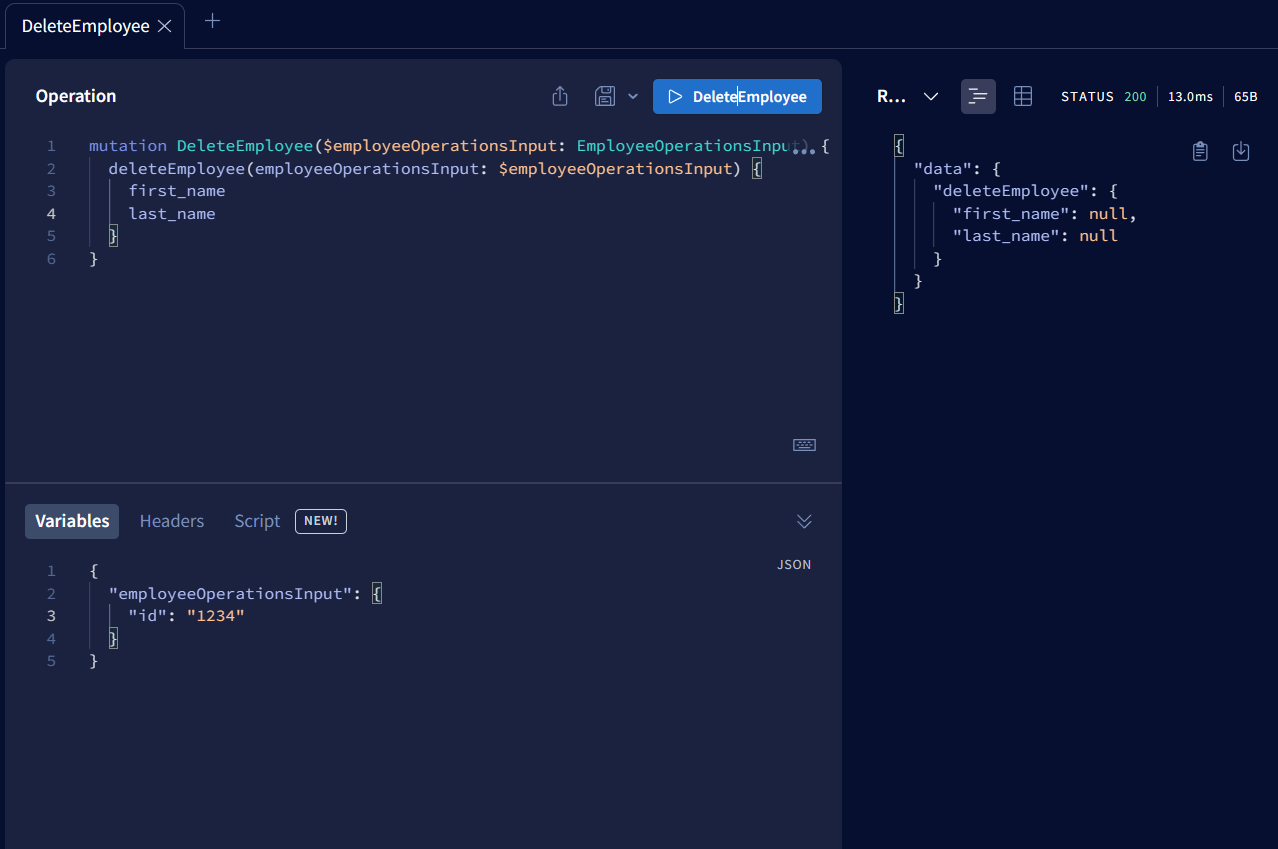 DeleteEmployee
Operation
DeleteEmployee
1 mutation DeleteEmployee($employeeOperationsInput: EmployeeOperationsInput) ... {
2 deleteEmployee(employeeOperationsInput: $employeeOperationsInput) {
3 first_name
4 last_name
5 }
6 }
Variables Headers Script NEW!
JSON
1 {
2 "employeeOperationsInput": {
3 "id": "1234"
4 }
5 }
R... STATUS 200 13.0ms 65B
{
"data": {
"deleteEmployee": {
"first_name": null,
"last_name": null
}
}
}